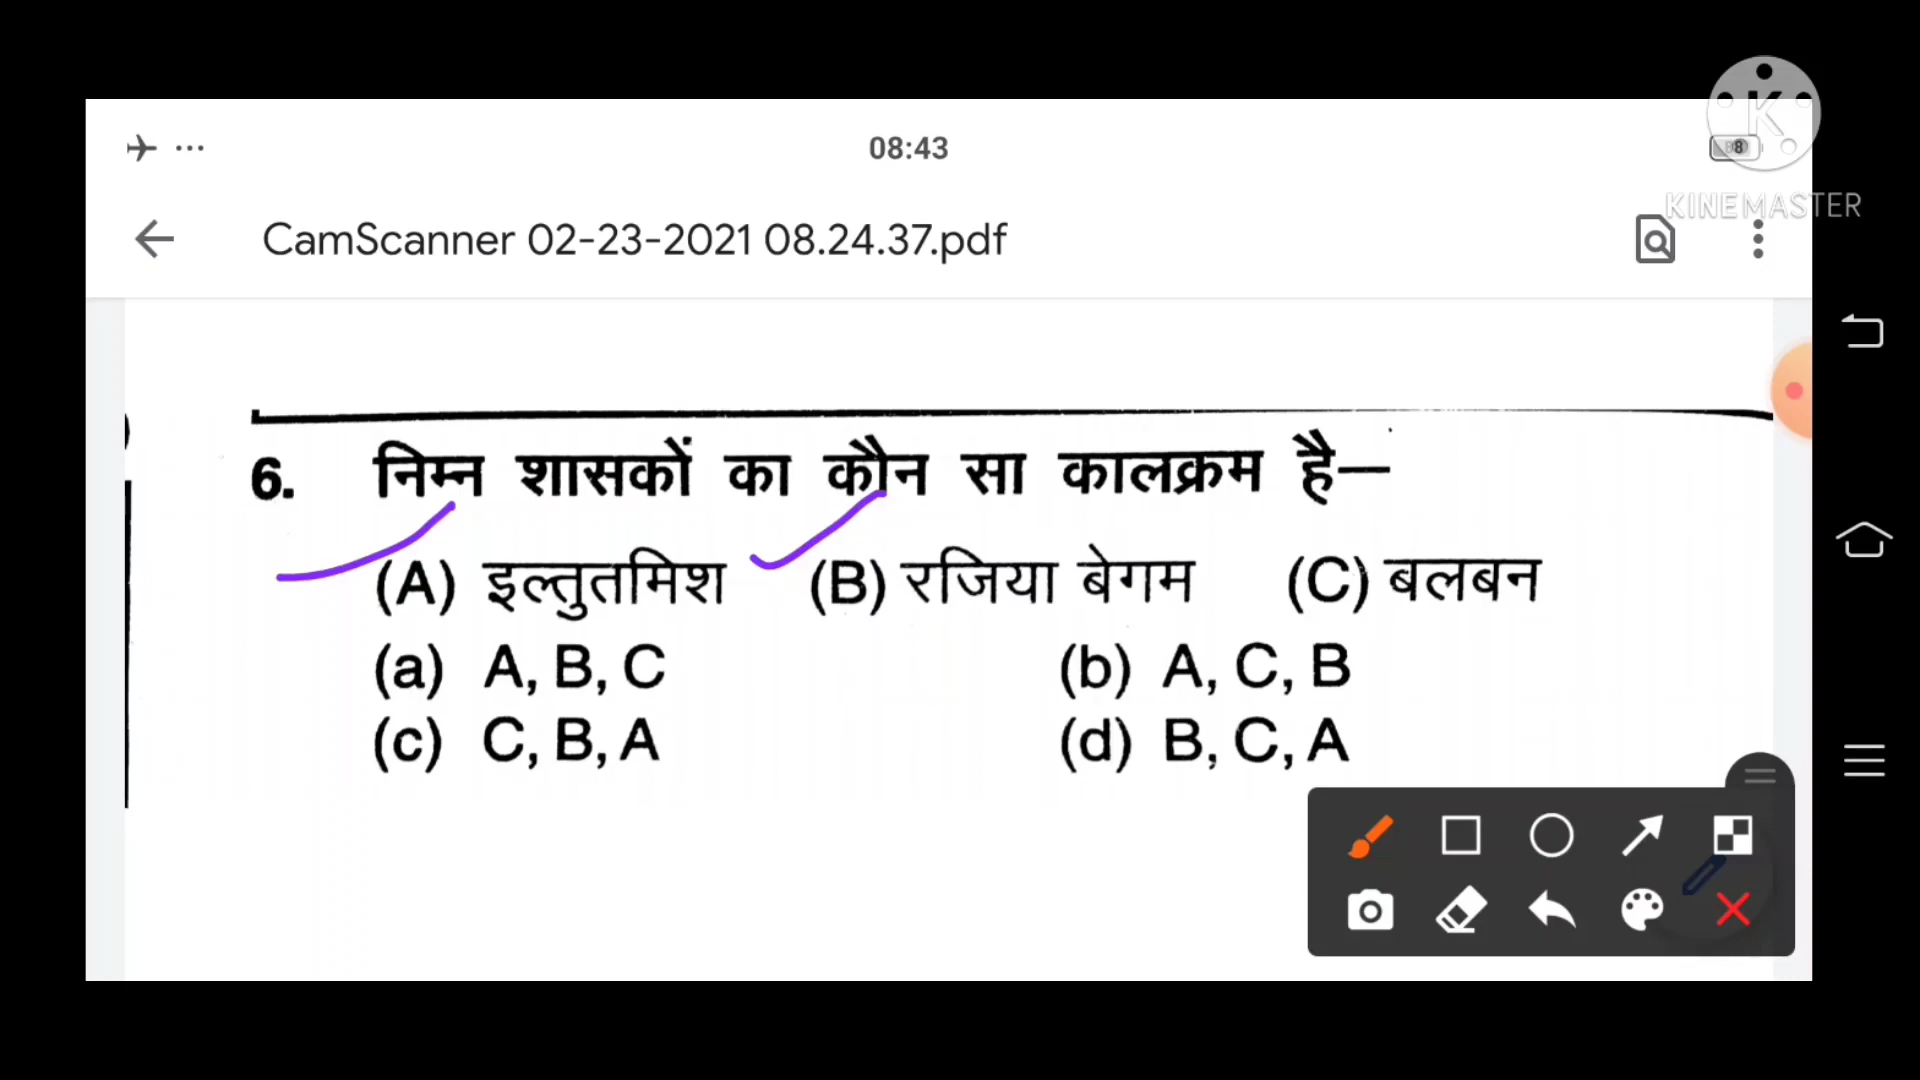 08:43
8
KINEMASTER
CamScanner 02-23-2021 08.24.37.pdf
6. निम्न शासकों का कौन सा कालक्रम है—
(A) इल्तुतमिश (B) रजिया बेगम (C) बलबन
(a) A, B, C (b) A, C, B
(c) C, B, A (d) B, C, A